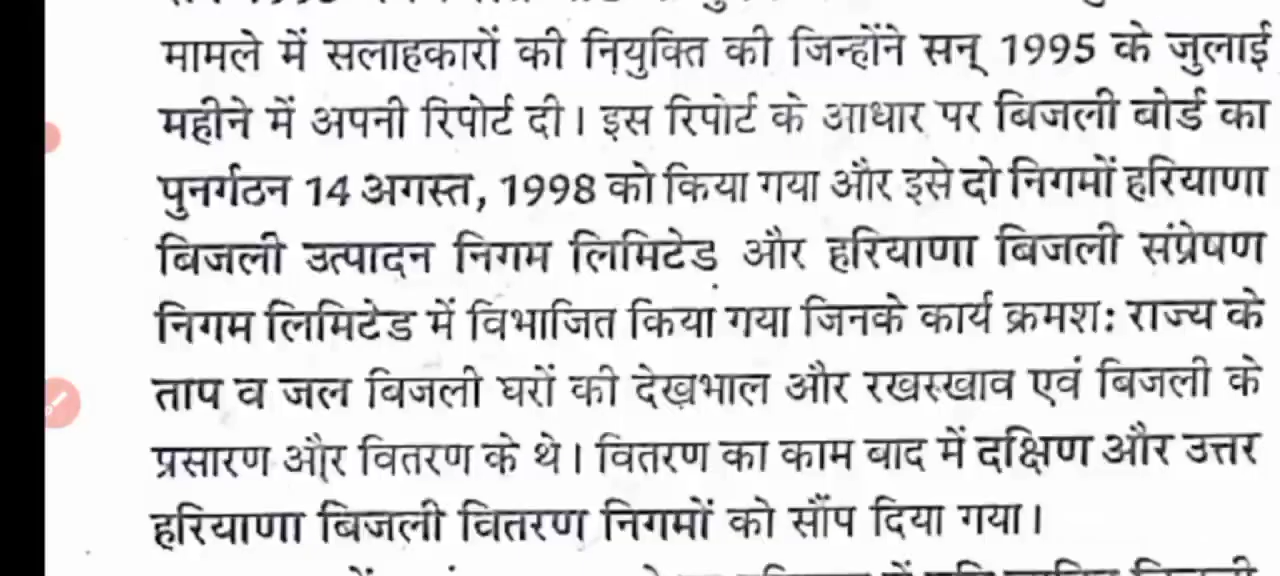 मामले में सलाहकारों की नियुक्ति की जिन्होंने सन् 1995 के जुलाई
महीने में अपनी रिपोर्ट दी। इस रिपोर्ट के आधार पर बिजली बोर्ड का
पुनर्गठन 14 अगस्त, 1998 को किया गया और इसे दो निगमों हरियाणा
बिजली उत्पादन निगम लिमिटेड और हरियाणा बिजली संप्रेषण
निगम लिमिटेड में विभाजित किया गया जिनके कार्य क्रमशः राज्य के
ताप व जल बिजली घरों की देखभाल और रखस्खाव एवं बिजली के
प्रसारण और वितरण के थे। वितरण का काम बाद में दक्षिण और उत्तर
हरियाणा बिजली वितरण निगमों को सौंप दिया गया।